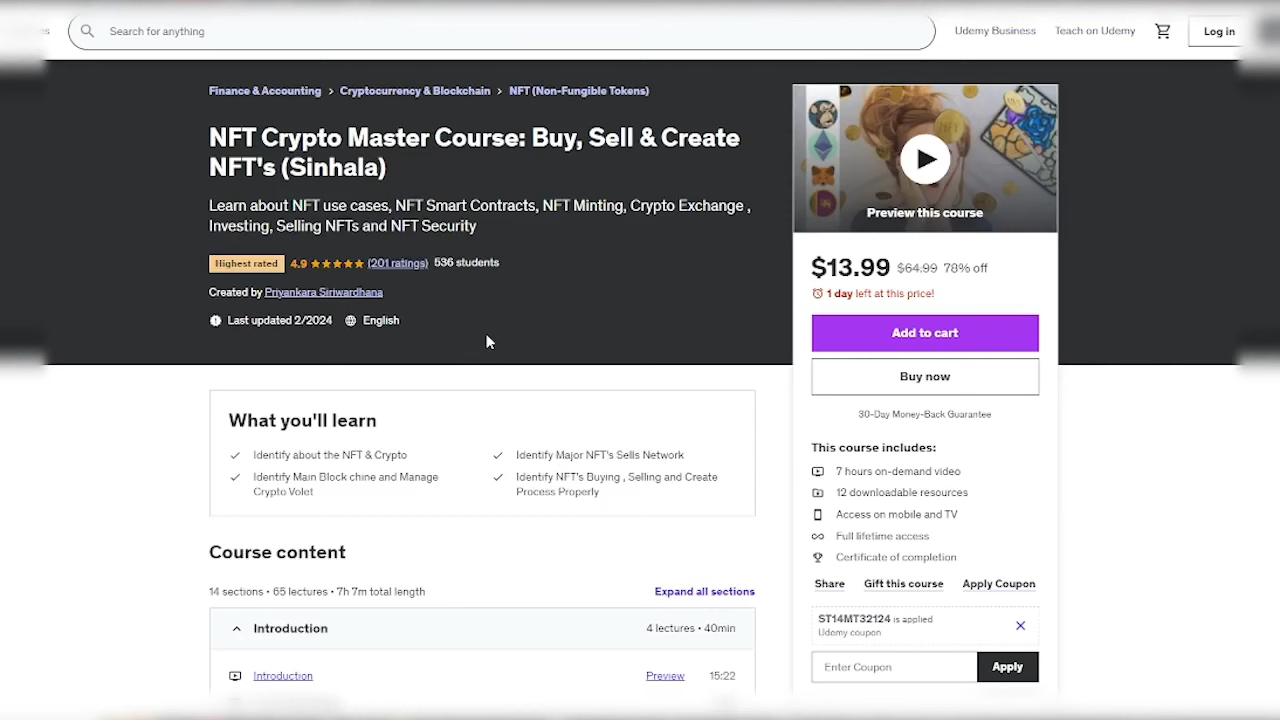 Search for anything
Udemy Business
Teach on Udemy
Log in
Finance & Accounting > Cryptocurrency & Blockchain > NFT (Non-Fungible Tokens)
NFT Crypto Master Course: Buy, Sell & Create
NFT's (Sinhala)
Learn about NFT use cases, NFT Smart Contracts, NFT Minting, Crypto Exchange ,
Investing, Selling NFTs and NFT Security
Highest rated 4.9 (201 ratings) 536 students
Created by Priyankara Siriwardhana
Last updated 2/2024 English
Preview this course
$13.99 $64.99 78% off
1 day left at this price!
Add to cart
Buy now
30-Day Money-Back Guarantee
This course includes:
7 hours on-demand video
12 downloadable resources
Access on mobile and TV
Full lifetime access
Certificate of completion
Share Gift this course Apply Coupon
ST14MT32124 is applied
Udemy coupon
Enter Coupon Apply
What you'll learn
Identify about the NFT & Crypto
Identify Major NFT's Sells Network
Identify Main Block chine and Manage
Crypto Volet
Identify NFT's Buying , Selling and Create
Process Properly
Course content
14 sections • 65 lectures • 7h 7m total length
Expand all sections
Introduction 4 lectures • 40min
Introduction Preview 15:22